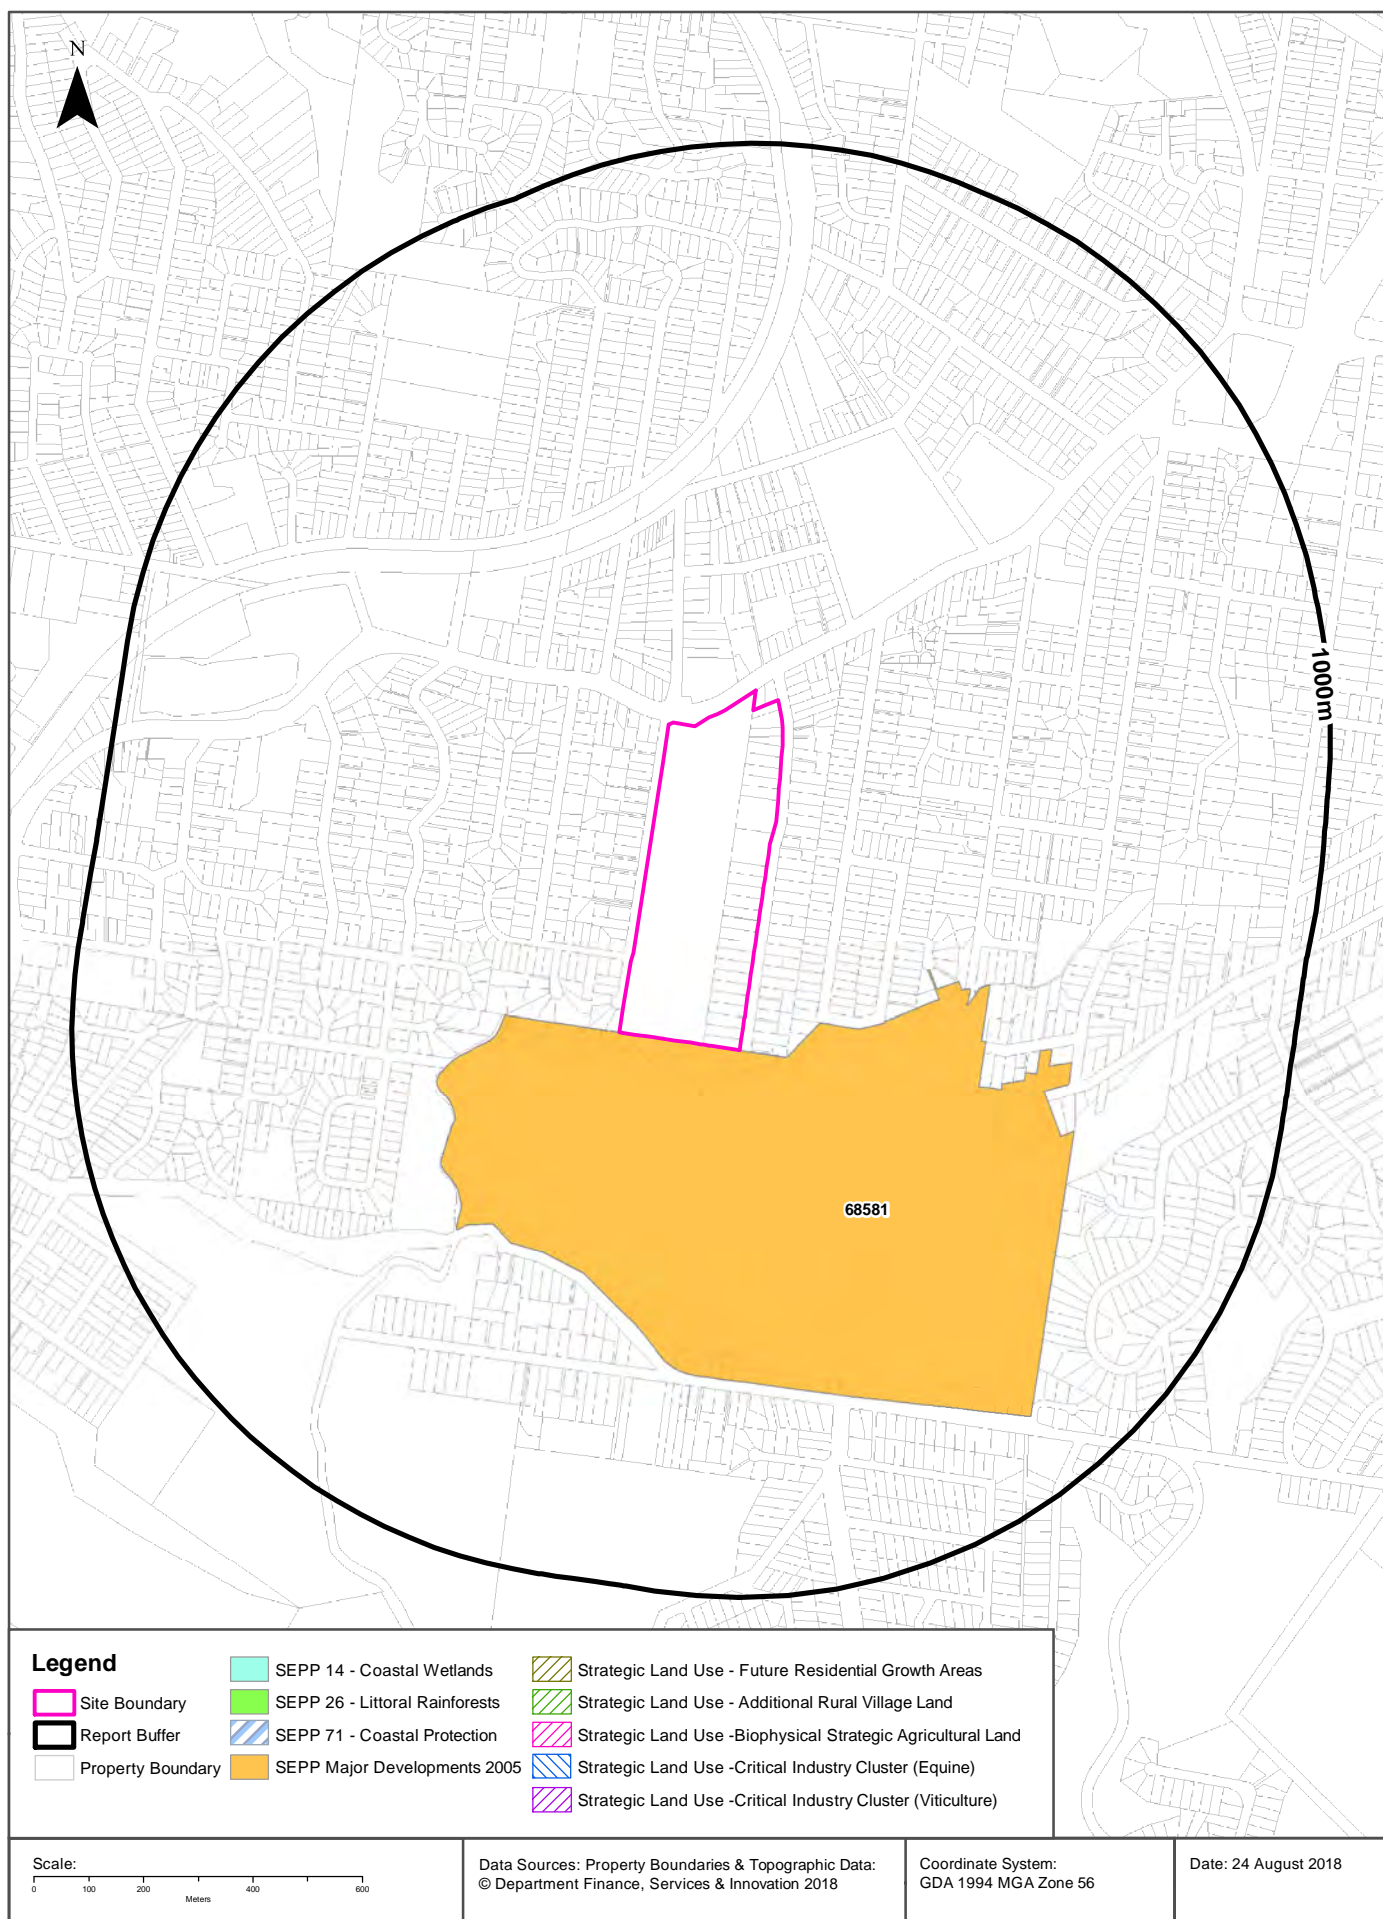 N
1000m
68581
Legend
Site Boundary
Report Buffer
Property Boundary
SEPP 14 - Coastal Wetlands
SEPP 26 - Littoral Rainforests
SEPP 71 - Coastal Protection
SEPP Major Developments 2005
Strategic Land Use - Future Residential Growth Areas
Strategic Land Use - Additional Rural Village Land
Strategic Land Use -Biophysical Strategic Agricultural Land
Strategic Land Use -Critical Industry Cluster (Equine)
Strategic Land Use -Critical Industry Cluster (Viticulture)
Scale:
0 100 200 400 600
Meters
Data Sources: Property Boundaries & Topographic Data:
© Department Finance, Services & Innovation 2018
Coordinate System:
GDA 1994 MGA Zone 56
Date: 24 August 2018